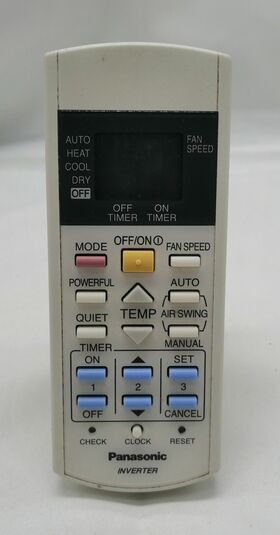 AUTO
HEAT
COOL
DRY
OFF
FAN
SPEED
OFF
TIMER
ON
TIMER
MODE OFF/ON FAN SPEED
POWERFUL AUTO
TEMP AIR SWING
QUIET
TIMER MANUAL
ON SET
1 2 3
OFF CANCEL
CHECK CLOCK RESET
Panasonic
INVERTER